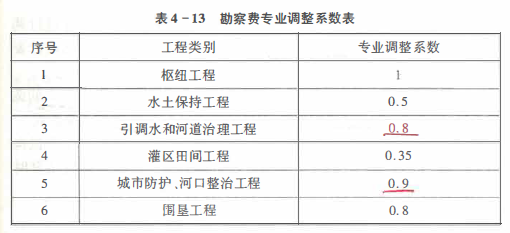 表4-13 勘察费专业调整系数表
序号 工程类别 专业调整系数
1 枢纽工程 1
2 水土保持工程 0.5
3 引调水和河道治理工程 0.8
4 灌区田间工程 0.35
5 城市防护、河口整治工程 0.9
6 围垦工程 0.8